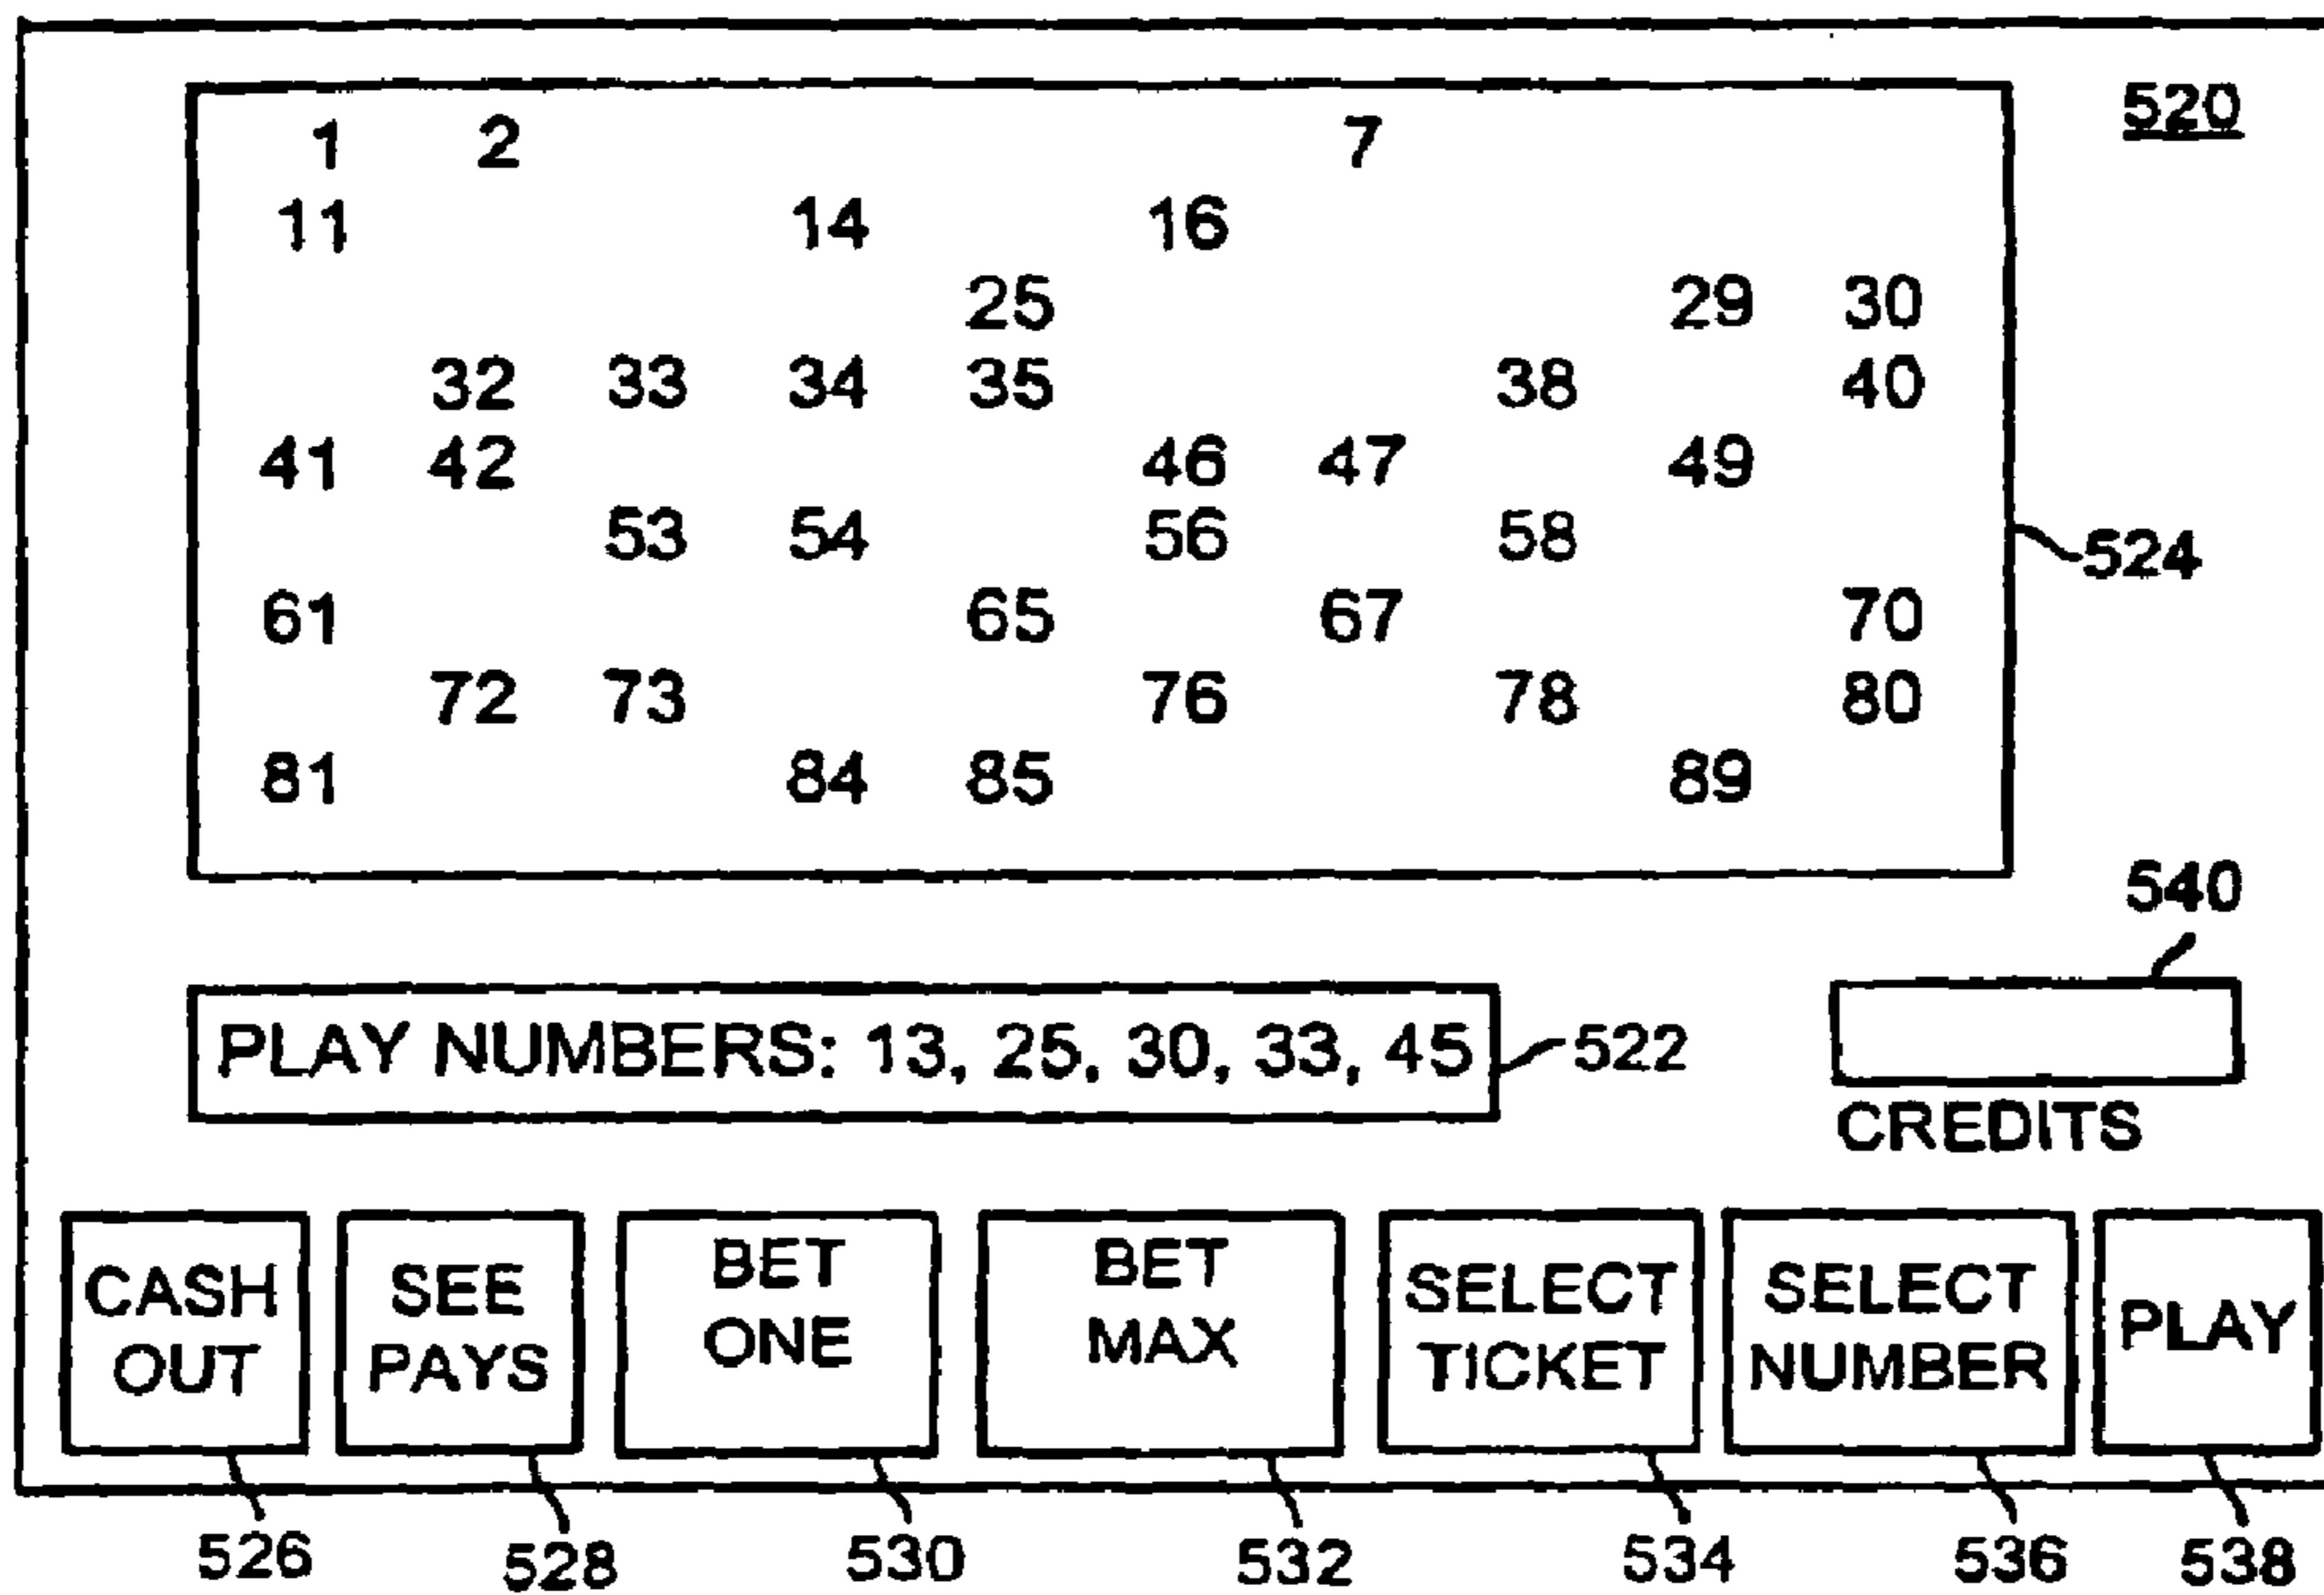 1 2 7 520
11 14 16
25 29 30
32 33 34 35 38 40
41 42 46 47 49
53 54 56 58
524
61 65 67 70
72 73 76 78 80
81 84 85 89
540
PLAY NUMBERS: 13, 25, 30, 33, 45 522
CREDITS
CASH
OUT
SEE
PAYS
BET
ONE
BET
MAX
SELECT
TICKET
SELECT
NUMBER
PLAY
526 528 530 532 534 536 538